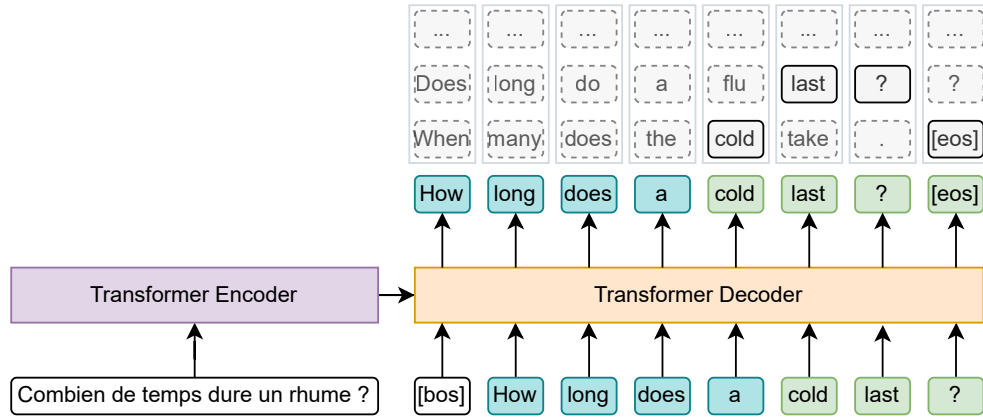 ... ... ... ... ... ... ... ...
Does long do a flu last ? ?
When many does the cold take . [eos]
How long does a cold last ? [eos]
Transformer Encoder Transformer Decoder
Combien de temps dure un rhume ? [bos] How long does a cold last ?